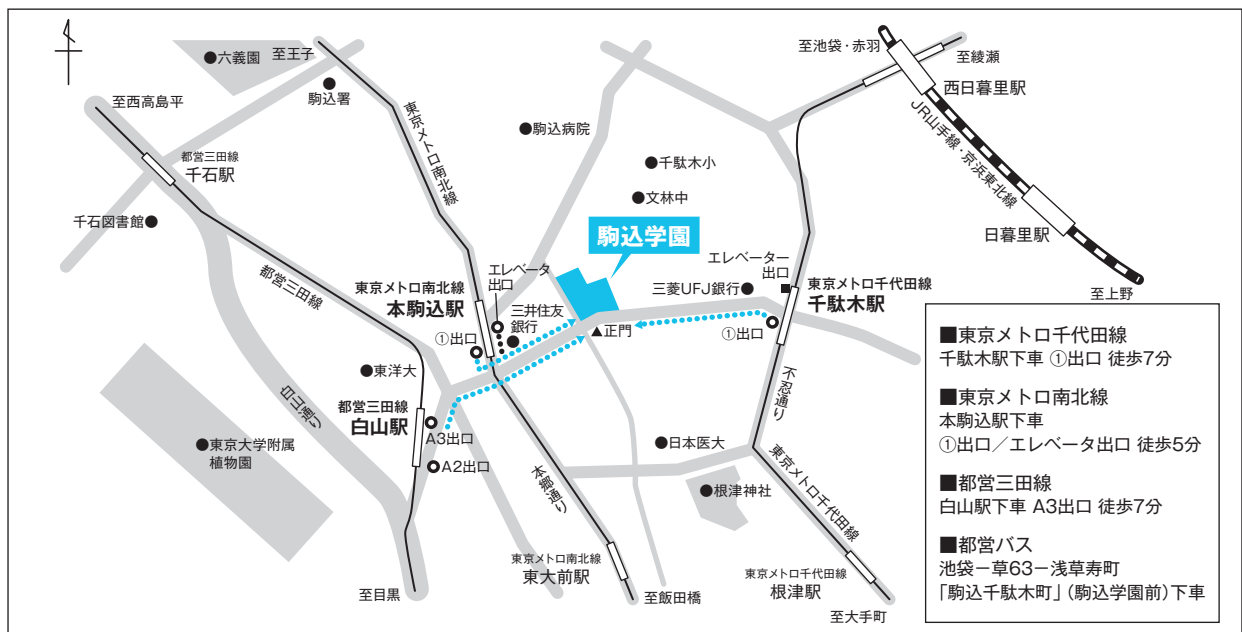 六義園
至王子
至池袋・赤羽
至綾瀬
駒込署
西日暮里駅
至西高島平
東京メトロ南北線
駒込病院
JR山手線・京浜東北線
都営三田線
千石駅
千駄木小
文林中
千石図書館
駒込学園
日暮里駅
都営三田線
エレベータ
出口
エレベーター
出口
東京メトロ南北線
本駒込駅
三井住友
銀行
三菱UFJ銀行
東京メトロ千代田線
千駄木駅
至上野
①出口
▲正門
①出口
東洋大
白山通り
不忍通り
都営三田線
白山駅
A3出口
A2出口
東京大学附属
植物園
日本医大
本郷通り
根津神社
東京メトロ千代田線
東京メトロ南北線
東大前駅
東京メトロ千代田線
根津駅
至目黒
至飯田橋
至大手町
■東京メトロ千代田線
千駄木駅下車 ①出口 徒歩7分
■東京メトロ南北線
本駒込駅下車
①出口／エレベータ出口 徒歩5分
■都営三田線
白山駅下車 A3出口 徒歩7分
■都営バス
池袋－草63－浅草寿町
「駒込千駄木町」（駒込学園前）下車